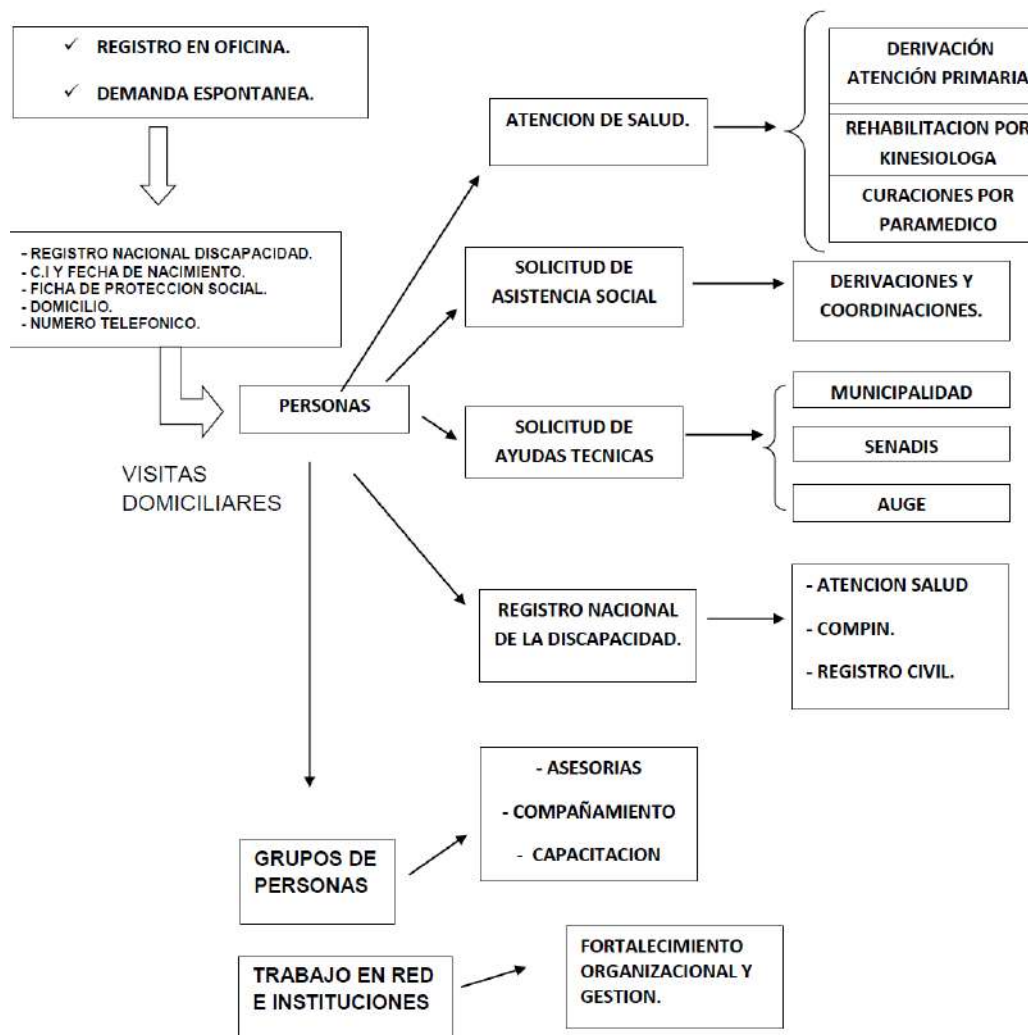 ✓ REGISTRO EN OFICINA.
✓ DEMANDA ESPONTANEA.
- REGISTRO NACIONAL DISCAPACIDAD.
- C.I Y FECHA DE NACIMIENTO.
- FICHA DE PROTECCION SOCIAL.
- DOMICILIO.
- NUMERO TELEFONICO.
VISITAS
DOMICILIARES
PERSONAS
ATENCION DE SALUD.
DERIVACIÓN
ATENCIÓN PRIMARIA
REHABILITACION POR
KINESIOLOGA
CURACIONES POR
PARAMEDICO
SOLICITUD DE
ASISTENCIA SOCIAL
DERIVACIONES Y
COORDINACIONES.
SOLICITUD DE
AYUDAS TECNICAS
MUNICIPALIDAD
SENADIS
AUGE
REGISTRO NACIONAL
DE LA DISCAPACIDAD.
- ATENCION SALUD
- COMPIN.
- REGISTRO CIVIL.
GRUPOS DE
PERSONAS
- ASESORIAS
- COMPAÑAMIENTO
- CAPACITACION
TRABAJO EN RED
E INSTITUCIONES
FORTALECIMIENTO
ORGANIZACIONAL Y
GESTION.